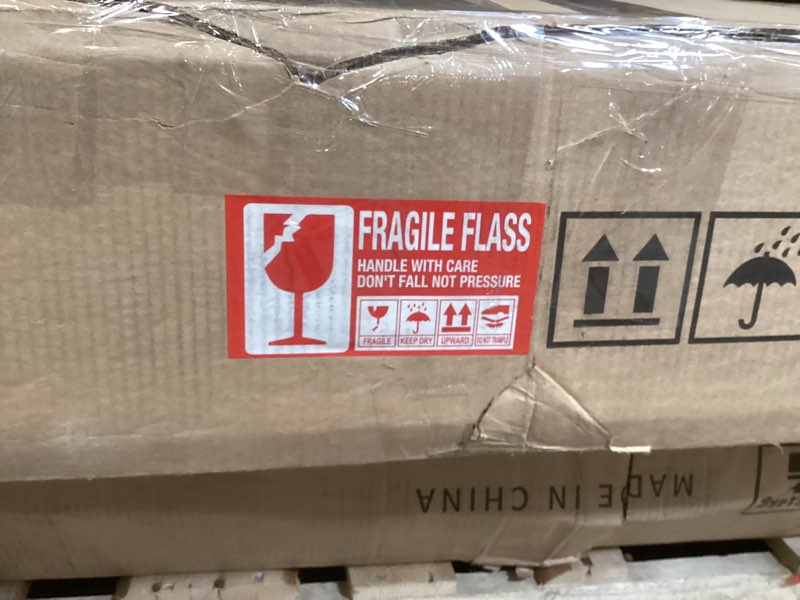 FRAGILE FLASS
HANDLE WITH CARE
DON'T FALL NOT PRESSURE
FRAGILE
KEEP DRY
UPWARD
DO NOT TRAMPLE
MADE IN CHINA